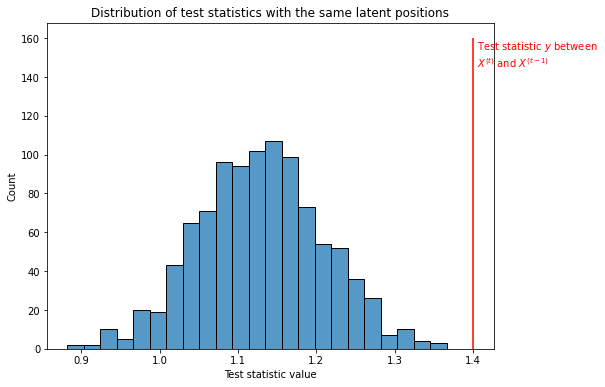 Distribution of test statistics with the same latent positions
160
140
120
100
80
60
40
20
0
Count
Test statistic y between
X^{(t)} and X^{(t−1)}
0.9 1.0 1.1 1.2 1.3 1.4
Test statistic value